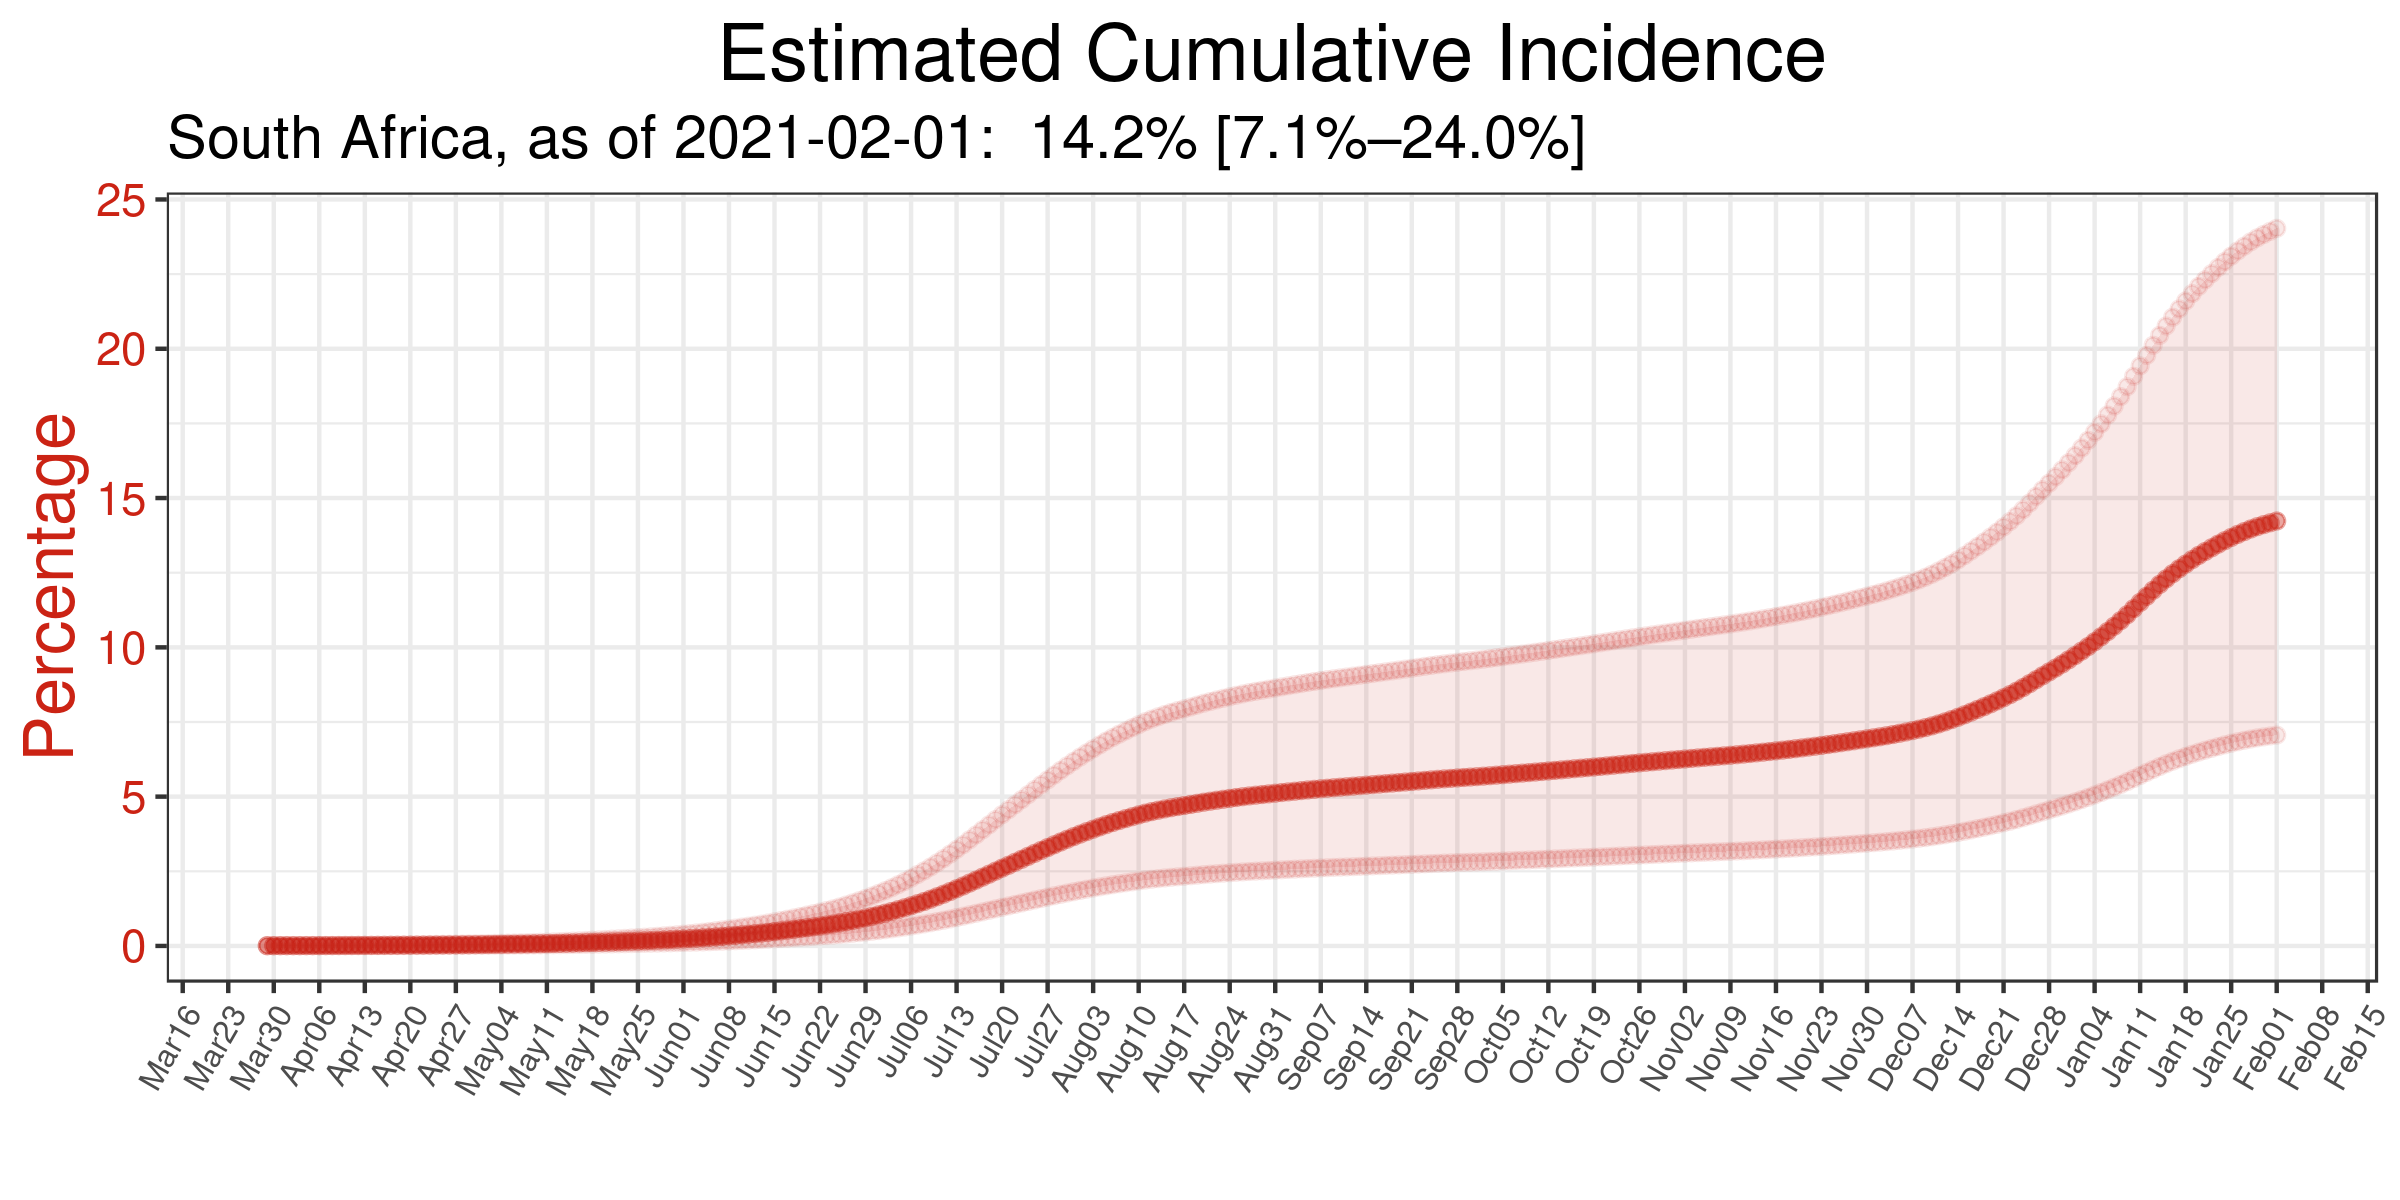 Estimated Cumulative Incidence
South Africa, as of 2021-02-01:  14.2% [7.1%–24.0%]
Percentage
25
20
15
10
5
0
Mar16
Mar23
Mar30
Apr06
Apr13
Apr20
Apr27
May04
May11
May18
May25
Jun01
Jun08
Jun15
Jun22
Jun29
Jul06
Jul13
Jul20
Jul27
Aug03
Aug10
Aug17
Aug24
Aug31
Sep07
Sep14
Sep21
Sep28
Oct05
Oct12
Oct19
Oct26
Nov02
Nov09
Nov16
Nov23
Nov30
Dec07
Dec14
Dec21
Dec28
Jan04
Jan11
Jan18
Jan25
Feb01
Feb08
Feb15